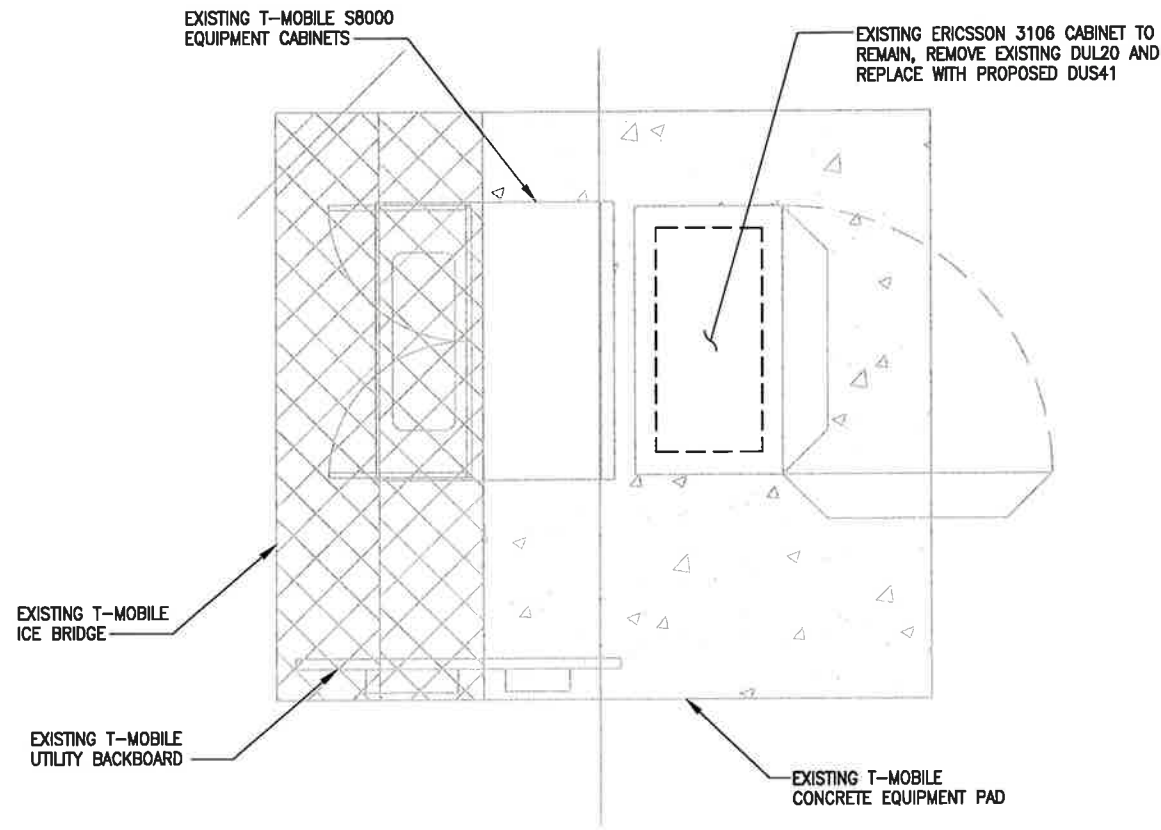 EXISTING T-MOBILE S8000
EQUIPMENT CABINETS
EXISTING ERICSSON 3106 CABINET TO
REMAIN, REMOVE EXISTING DUL20 AND
REPLACE WITH PROPOSED DUS41
EXISTING T-MOBILE
ICE BRIDGE
EXISTING T-MOBILE
UTILITY BACKBOARD
EXISTING T-MOBILE
CONCRETE EQUIPMENT PAD